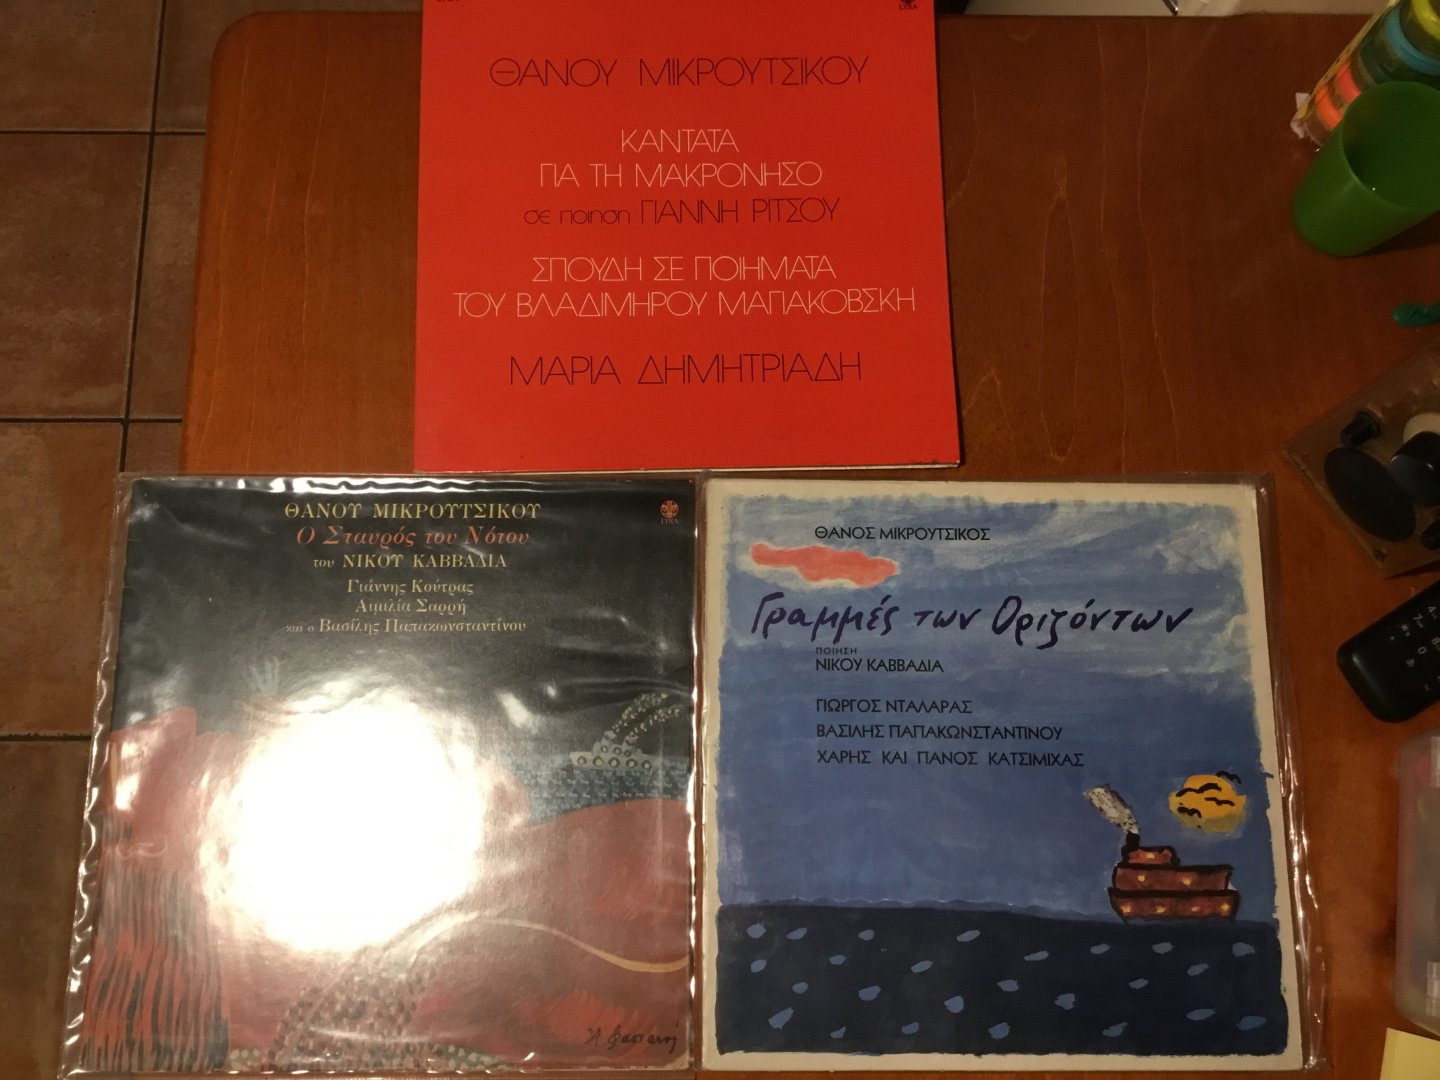 LYRA
ΘΑΝΟΥ ΜΙΚΡΟΥΤΣΙΚΟΥ
ΚΑΝΤΑΤΑ
ΓΙΑ ΤΗ ΜΑΚΡΟΝΗΣΟ
σε ποιηση ΓΙΑΝΝΗ ΡΙΤΣΟΥ
ΣΠΟΥΔΗ ΣΕ ΠΟΙΗΜΑΤΑ
ΤΟΥ ΒΛΑΔΙΜΗΡΟΥ ΜΑΓΙΑΚΟΒΣΚΗ
ΜΑΡΙΑ ΔΗΜΗΤΡΙΑΔΗ
ΘΑΝΟΥ ΜΙΚΡΟΥΤΣΙΚΟΥ
LYRA
Ο Σταυρός του Νότου
του ΝΙΚΟΥ ΚΑΒΒΑΔΙΑ
Γιάννης Κούτρας
Αιμιλία Σαρρή
και ο Βασίλης Παπακωνσταντίνου
ΘΑΝΟΣ ΜΙΚΡΟΥΤΣΙΚΟΣ
Γραμμές των Οριζόντων
ΠΟΙΗΣΗ
ΝΙΚΟΥ ΚΑΒΒΑΔΙΑ
ΓΙΩΡΓΟΣ ΝΤΑΛΑΡΑΣ
ΒΑΣΙΛΗΣ ΠΑΠΑΚΩΝΣΤΑΝΤΙΝΟΥ
ΧΑΡΗΣ ΚΑΙ ΠΑΝΟΣ ΚΑΤΣΙΜΙΧΑΣ